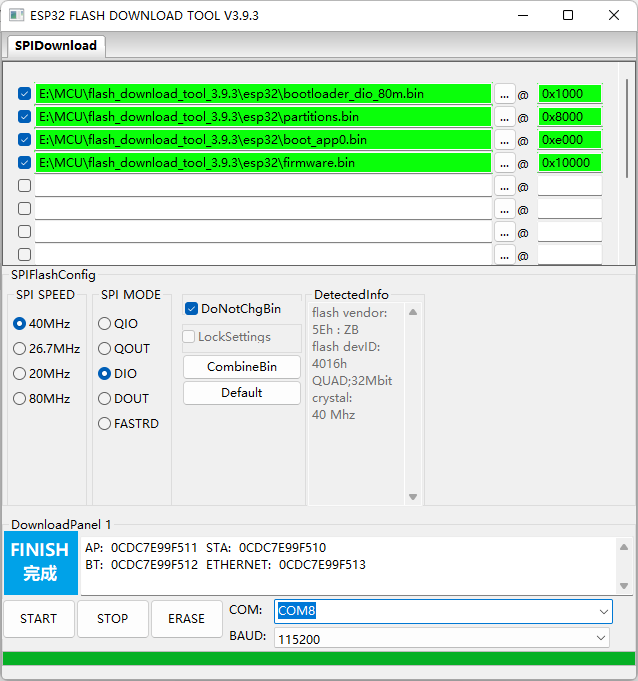 ESP32 FLASH DOWNLOAD TOOL V3.9.3
SPIDownload
E:\MCU\flash_download_tool_3.9.3\esp32\bootloader_dio_80m.bin ... @ 0x1000
E:\MCU\flash_download_tool_3.9.3\esp32\partitions.bin ... @ 0x8000
E:\MCU\flash_download_tool_3.9.3\esp32\boot_app0.bin ... @ 0xe000
E:\MCU\flash_download_tool_3.9.3\esp32\firmware.bin ... @ 0x10000
... @
... @
... @
... @
SPIFlashConfig
SPI SPEED
40MHz
26.7MHz
20MHz
80MHz
SPI MODE
QIO
QOUT
DIO
DOUT
FASTRD
DoNotChgBin
LockSettings
CombineBin
Default
DetectedInfo
flash vendor:
5Eh : ZB
flash devID:
4016h
QUAD;32Mbit
crystal:
40 Mhz
DownloadPanel 1
FINISH
完成
AP: 0CDC7E99F511 STA: 0CDC7E99F510
BT: 0CDC7E99F512 ETHERNET: 0CDC7E99F513
START
STOP
ERASE
COM: COM8
BAUD: 115200